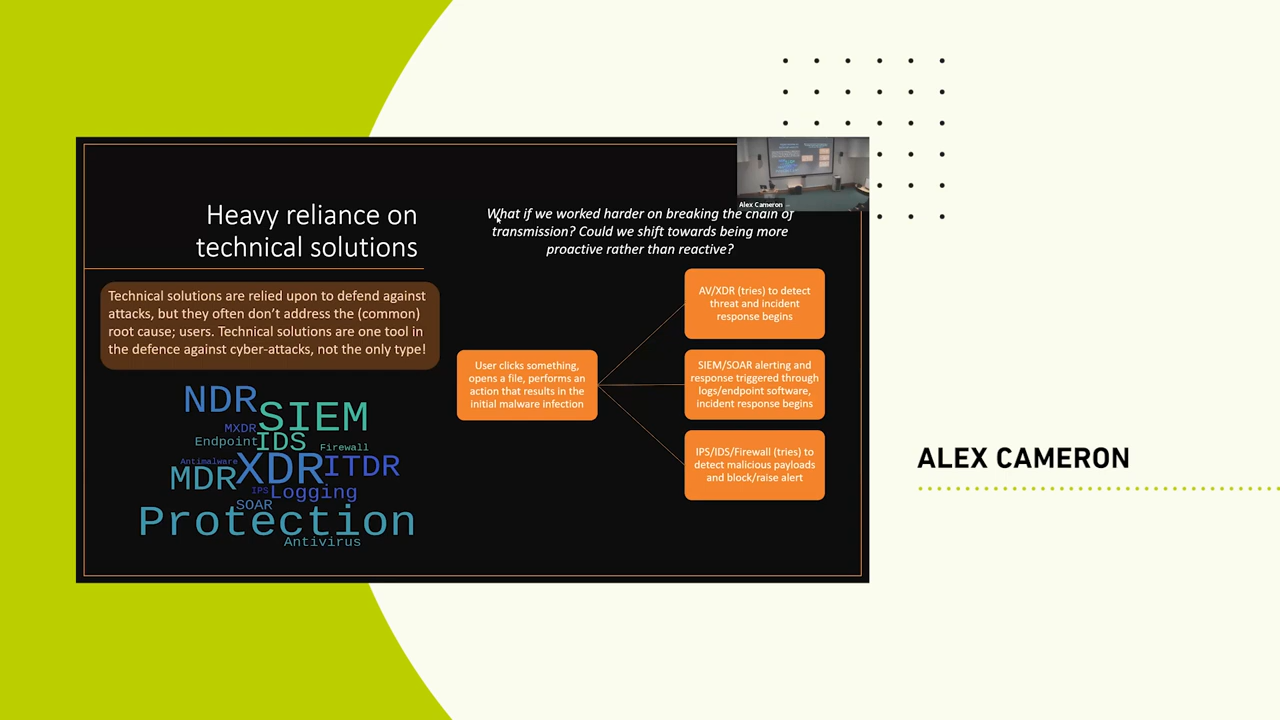 Heavy reliance on
technical solutions
Technical solutions are relied upon to defend against
attacks, but they often don't address the (common)
root cause; users. Technical solutions are one tool in
the defence against cyber-attacks, not the only type!
NDR
SIEM
MXDR
Endpoint
IDS
Firewall
Antimalware
XDR
ITDR
MDR
IPS
Logging
SOAR
Protection
Antivirus
What if we worked harder on breaking the chain of
transmission? Could we shift towards being more
proactive rather than reactive?
User clicks something,
opens a file, performs an
action that results in the
initial malware infection
AV/XDR (tries) to detect
threat and incident
response begins
SIEM/SOAR alerting and
response triggered through
logs/endpoint software,
incident response begins
IPS/IDS/Firewall (tries) to
detect malicious payloads
and block/raise alert
Alex Cameron
ALEX CAMERON